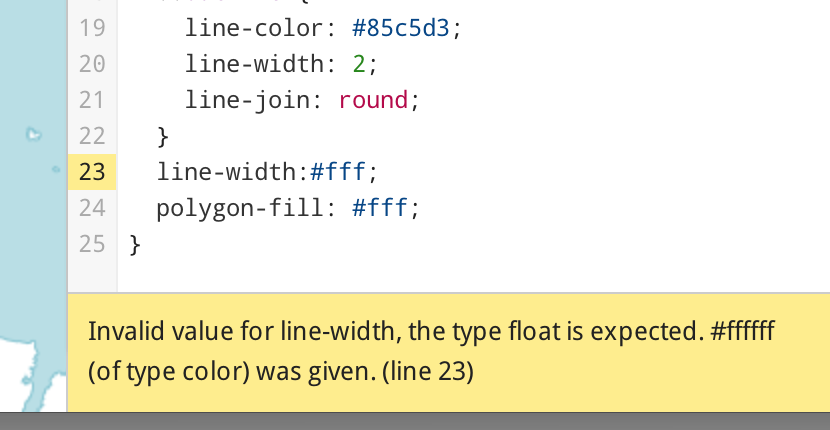 19 line-color: #85c5d3;
20 line-width: 2;
21 line-join: round;
22 }
23 line-width:#fff;
24 polygon-fill: #fff;
25 }
Invalid value for line-width, the type float is expected. #ffffff
(of type color) was given. (line 23)